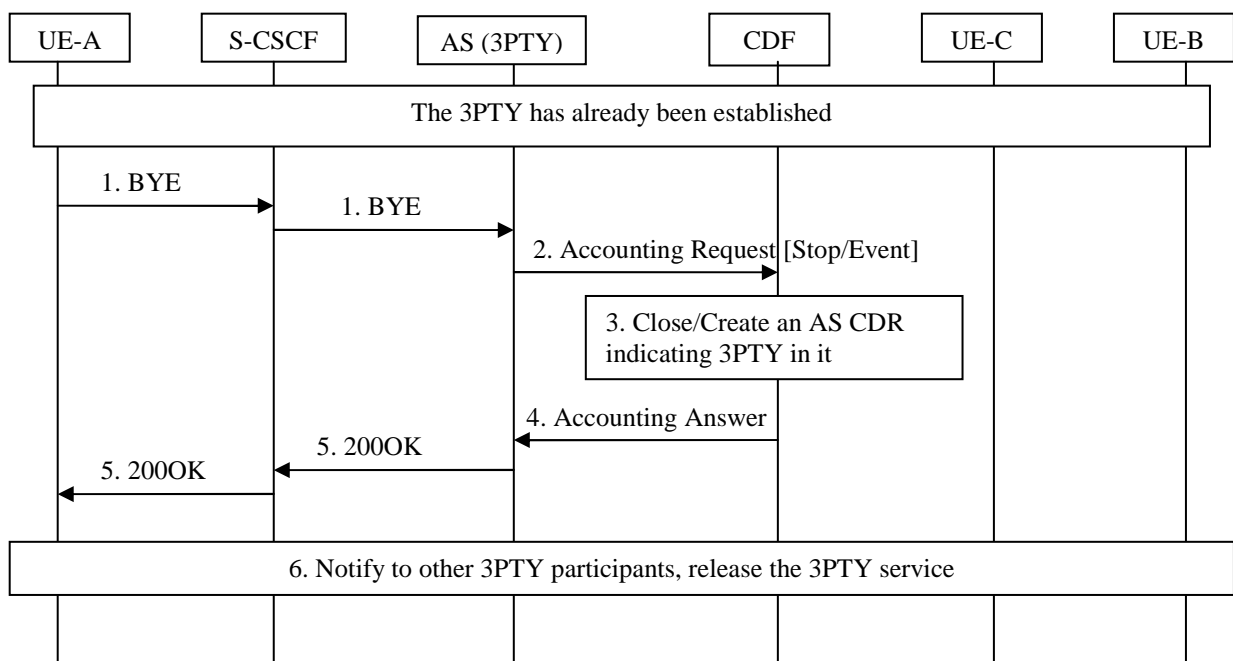 UE-A
S-CSCF
AS (3PTY)
CDF
UE-C
UE-B
The 3PTY has already been established
1. BYE
1. BYE
2. Accounting Request [Stop/Event]
3. Close/Create an AS CDR
indicating 3PTY in it
4. Accounting Answer
5. 200OK
5. 200OK
6. Notify to other 3PTY participants, release the 3PTY service